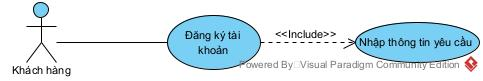 Đăng ký tài
khoản
<<Include>>
Nhập thông tin yêu cầu
Khách hàng
Powered By Visual Paradigm Community Edition